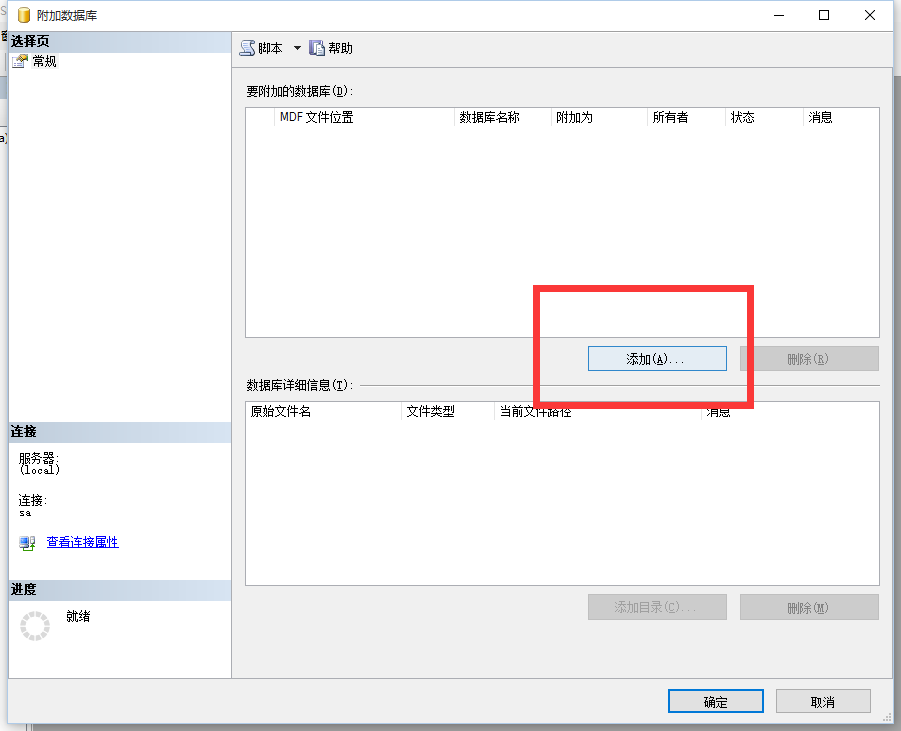 附加数据库
选择页
常规
脚本 帮助
要附加的数据库(D):
MDF 文件位置 数据库名称 附加为 所有者 状态 消息
添加(A)... 删除(R)
数据库详细信息(T):
原始文件名 文件类型 当前文件路径 消息
连接
服务器:
(local)
连接:
sa
查看连接属性
进度
就绪
添加目录(C)... 删除(M)
确定 取消